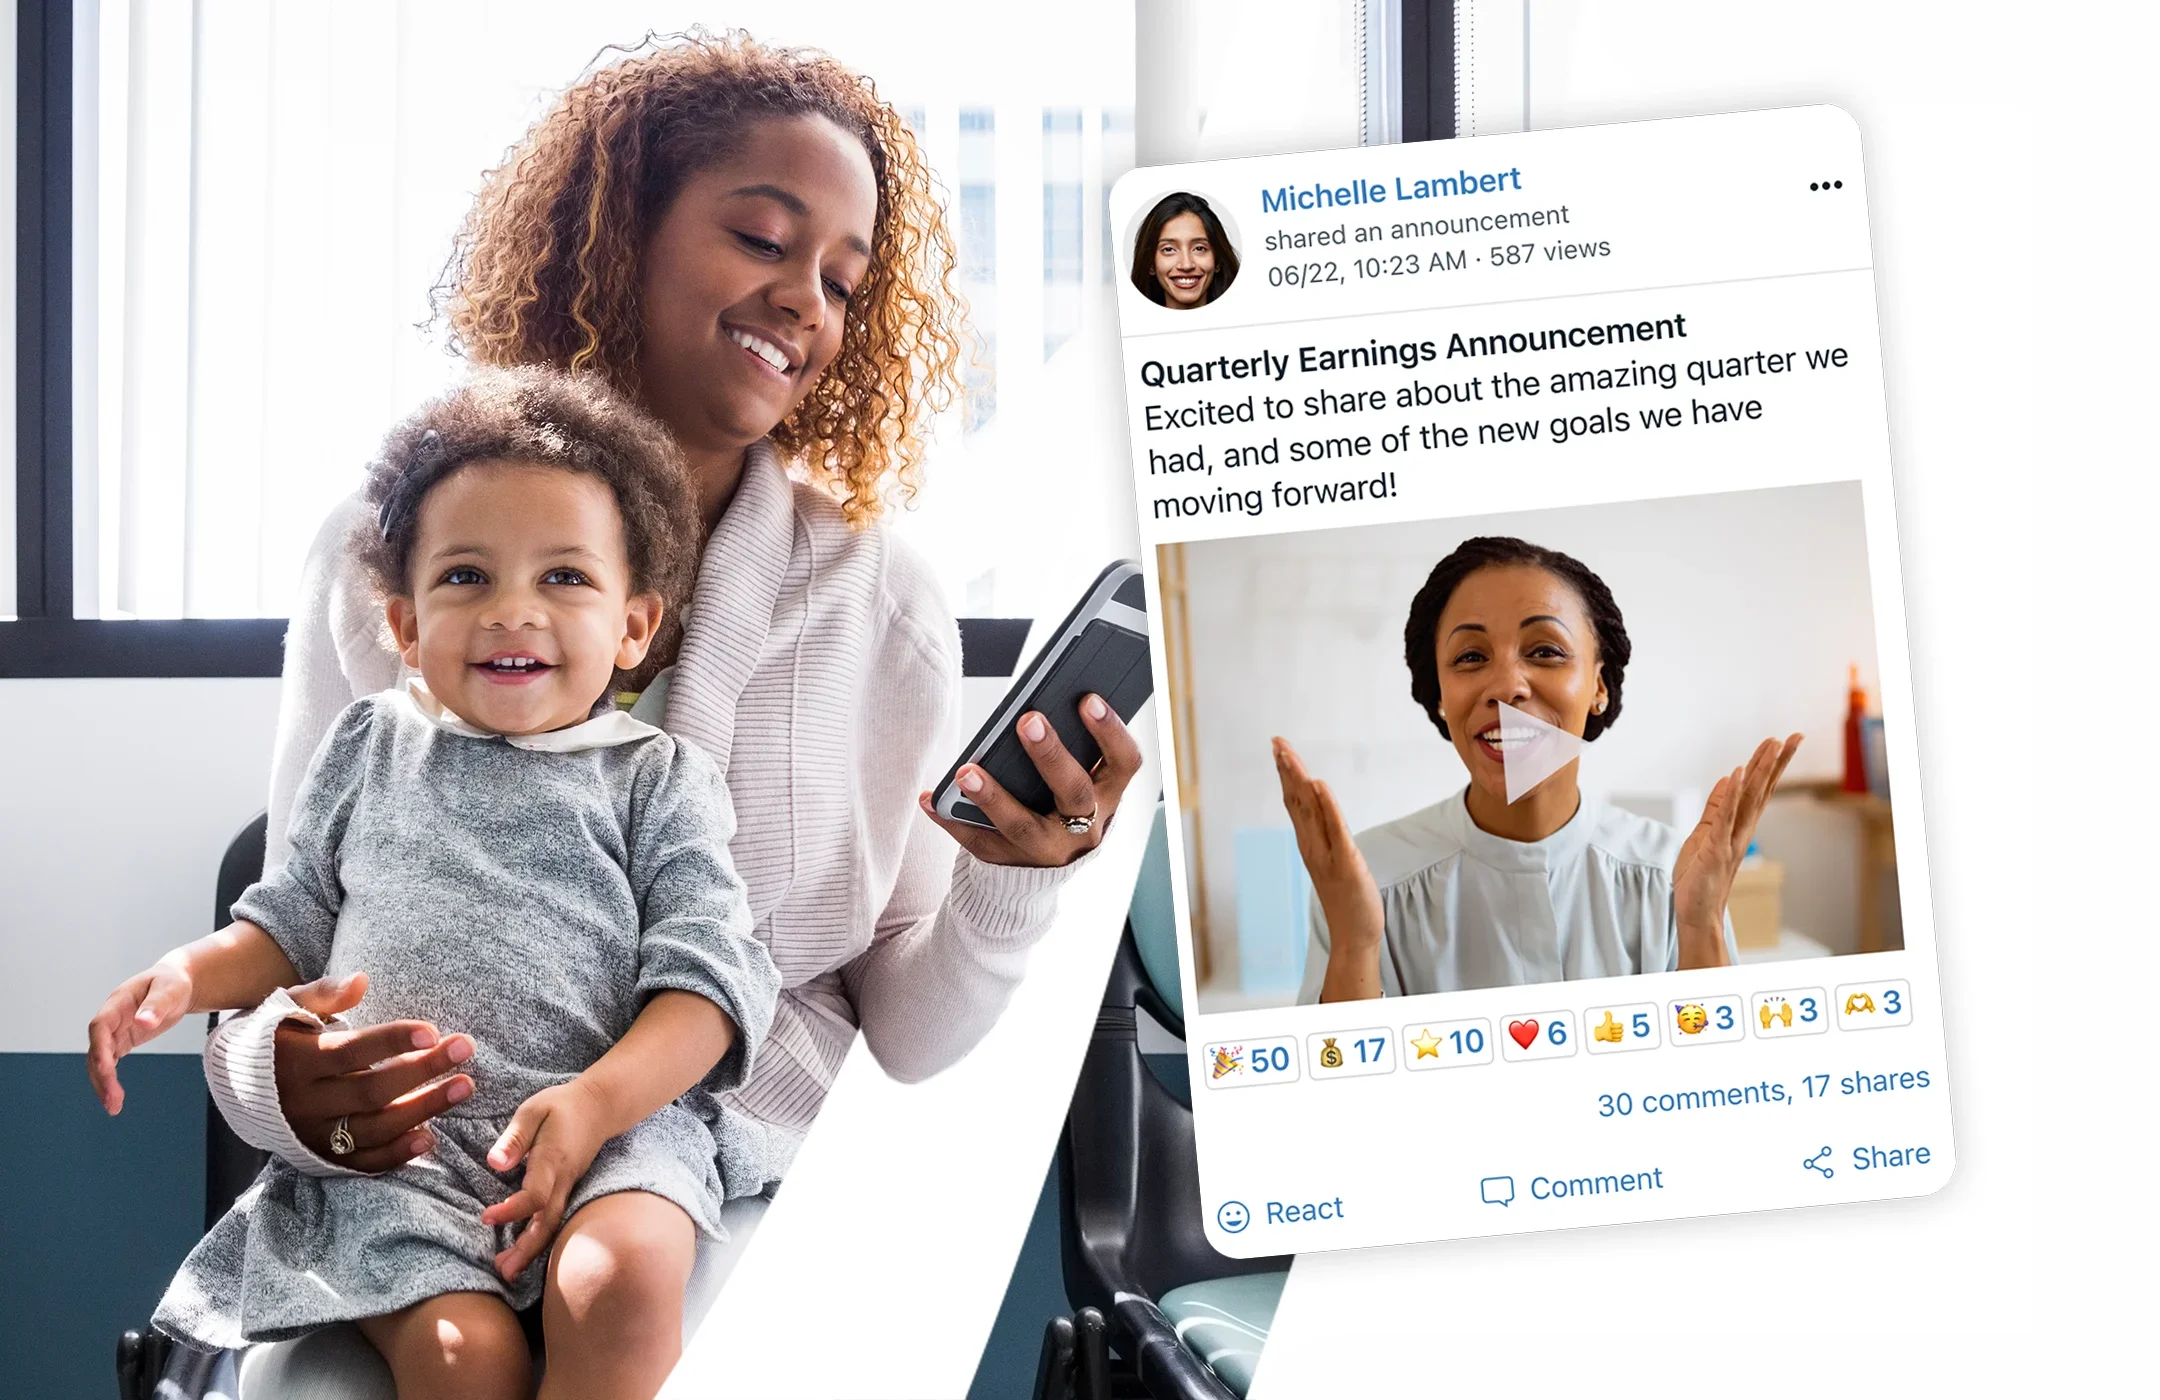 Michelle Lambert
shared an announcement
06/22, 10:23 AM · 587 views
Quarterly Earnings Announcement
Excited to share about the amazing quarter we
had, and some of the new goals we have
moving forward!
50 17 10 6 5 3 3 3
30 comments, 17 shares
React Comment Share